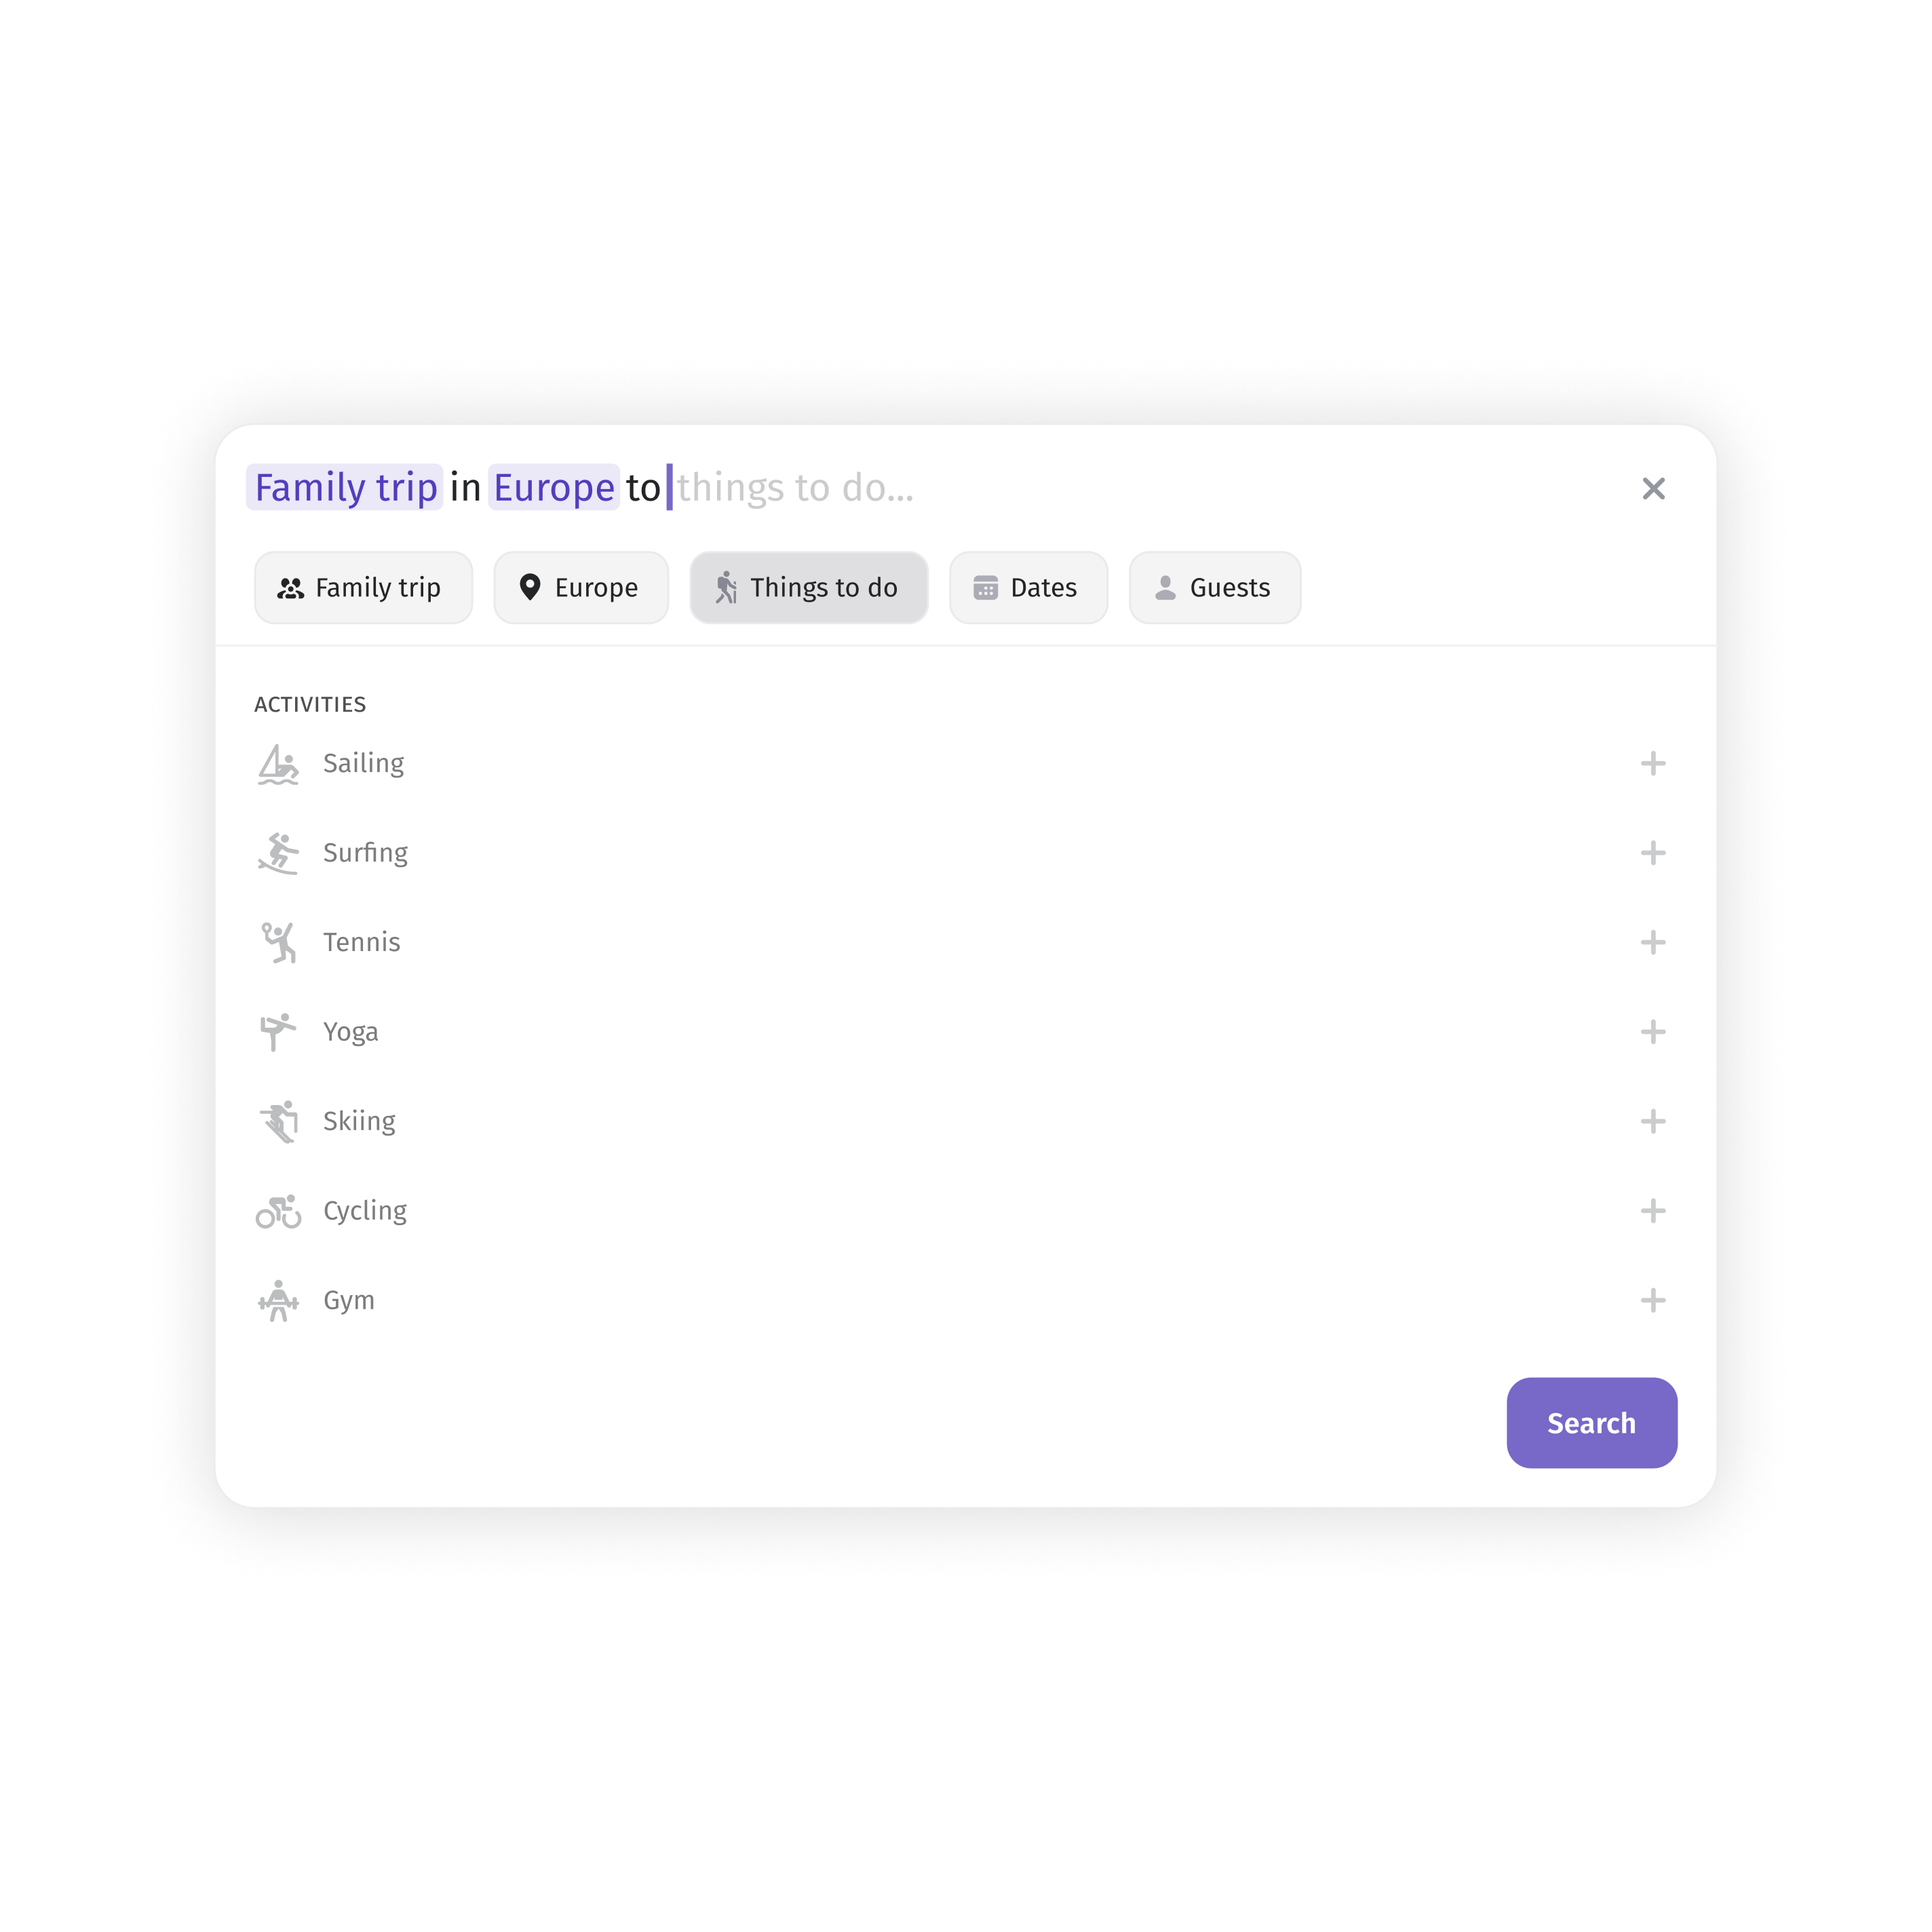 Family trip in Europe to things to do...
Family trip Europe Things to do Dates Guests
ACTIVITIES
Sailing
Surfing
Tennis
Yoga
Skiing
Cycling
Gym
Search